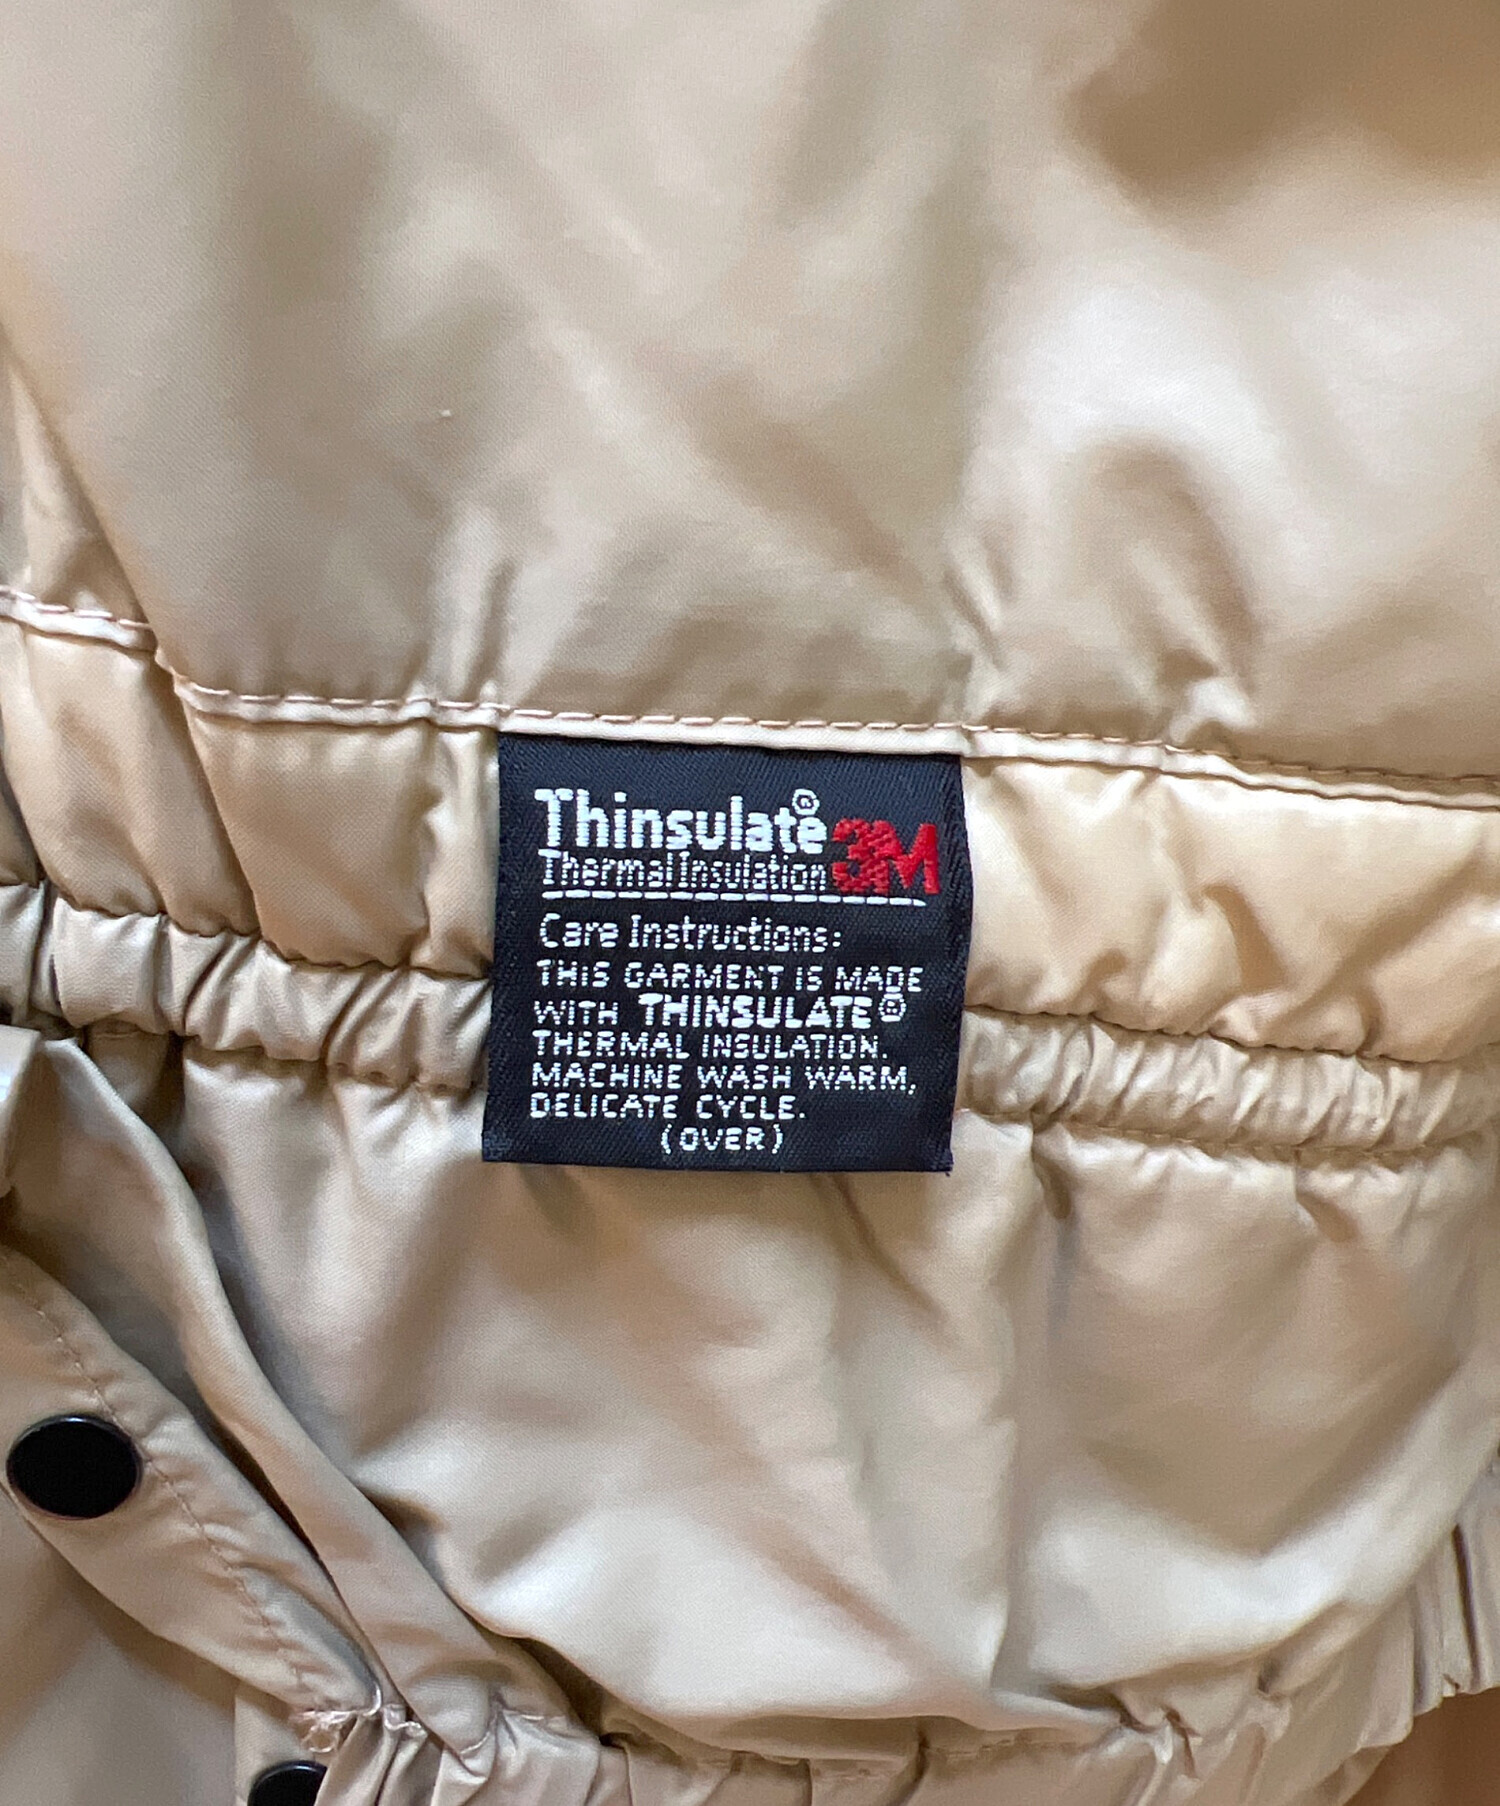 Thinsulate® 3M
Thermal Insulation
Care Instructions:
THIS GARMENT IS MADE
WITH THINSULATE®
THERMAL INSULATION.
MACHINE WASH WARM,
DELICATE CYCLE.
(OVER)